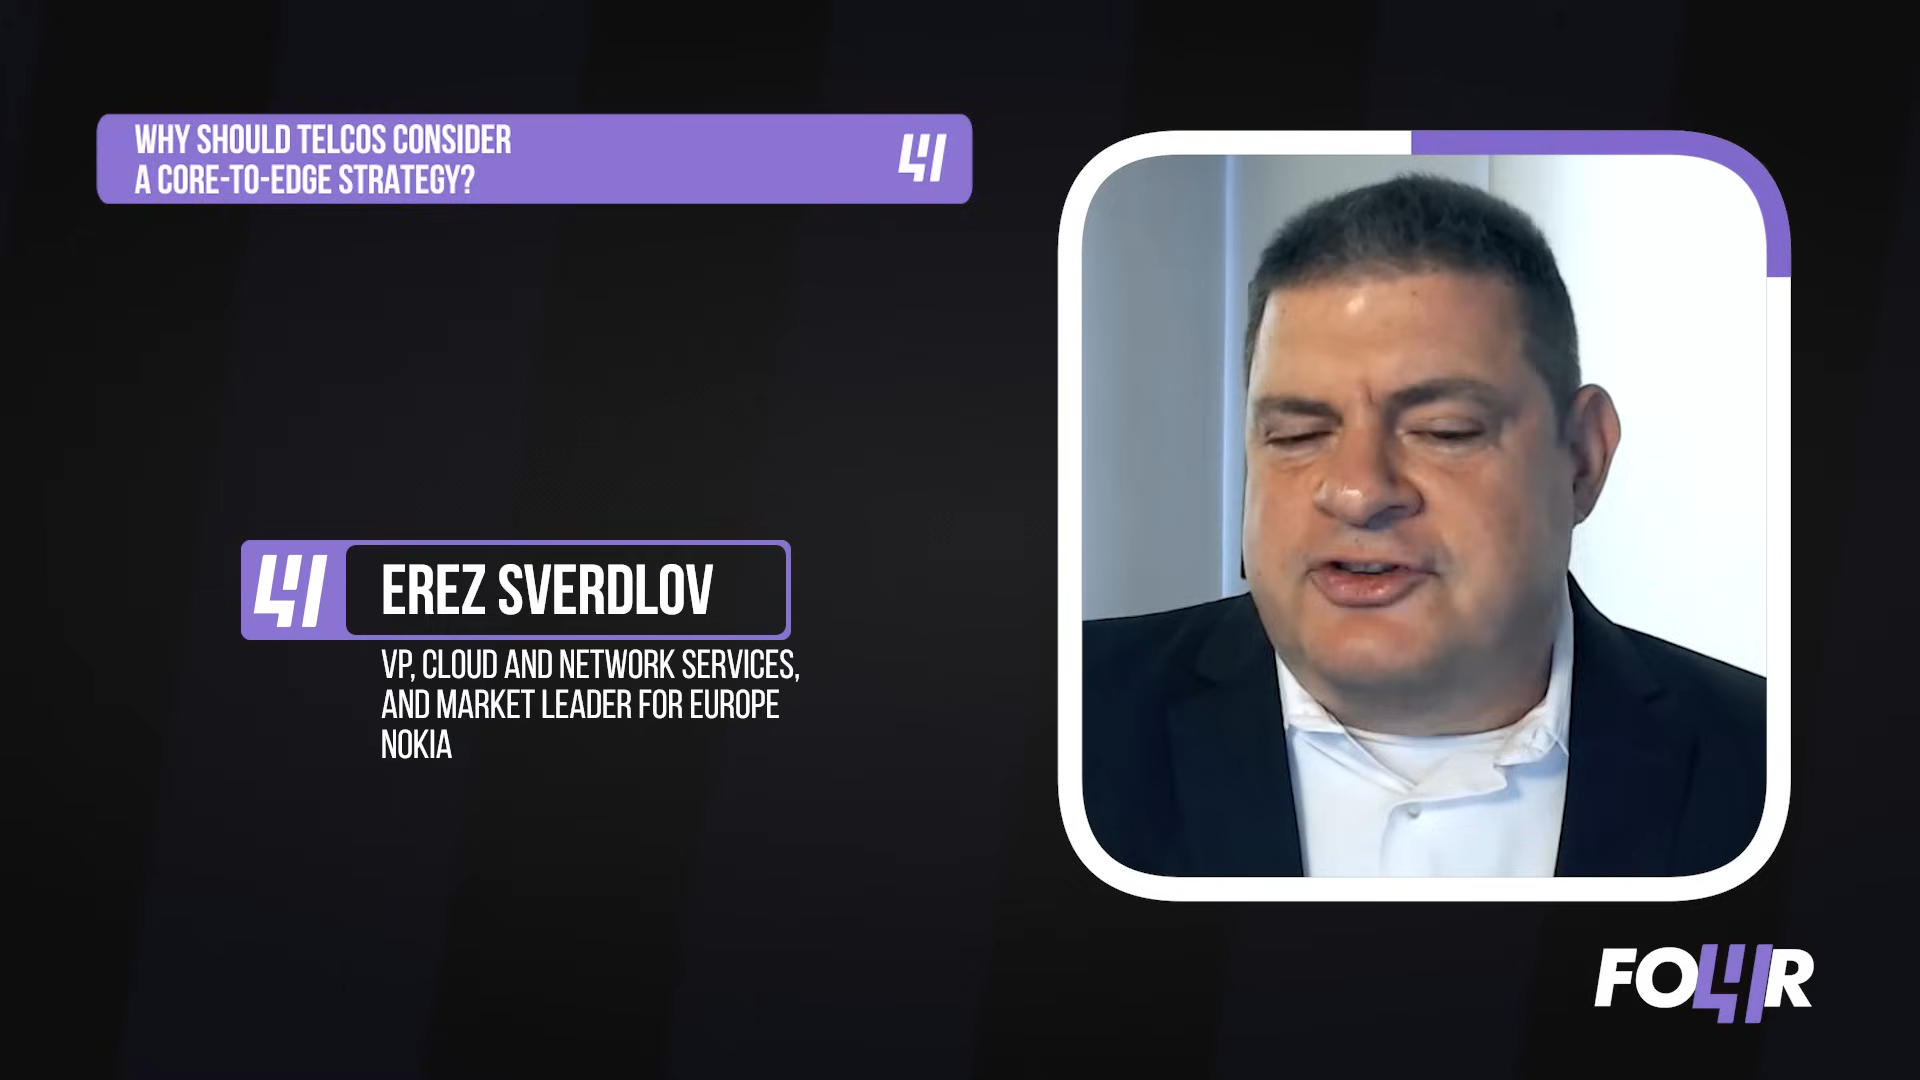 WHY SHOULD TELCOS CONSIDER
A CORE-TO-EDGE STRATEGY?
EREZ SVERDLOV
VP, CLOUD AND NETWORK SERVICES,
AND MARKET LEADER FOR EUROPE
NOKIA
FO4R